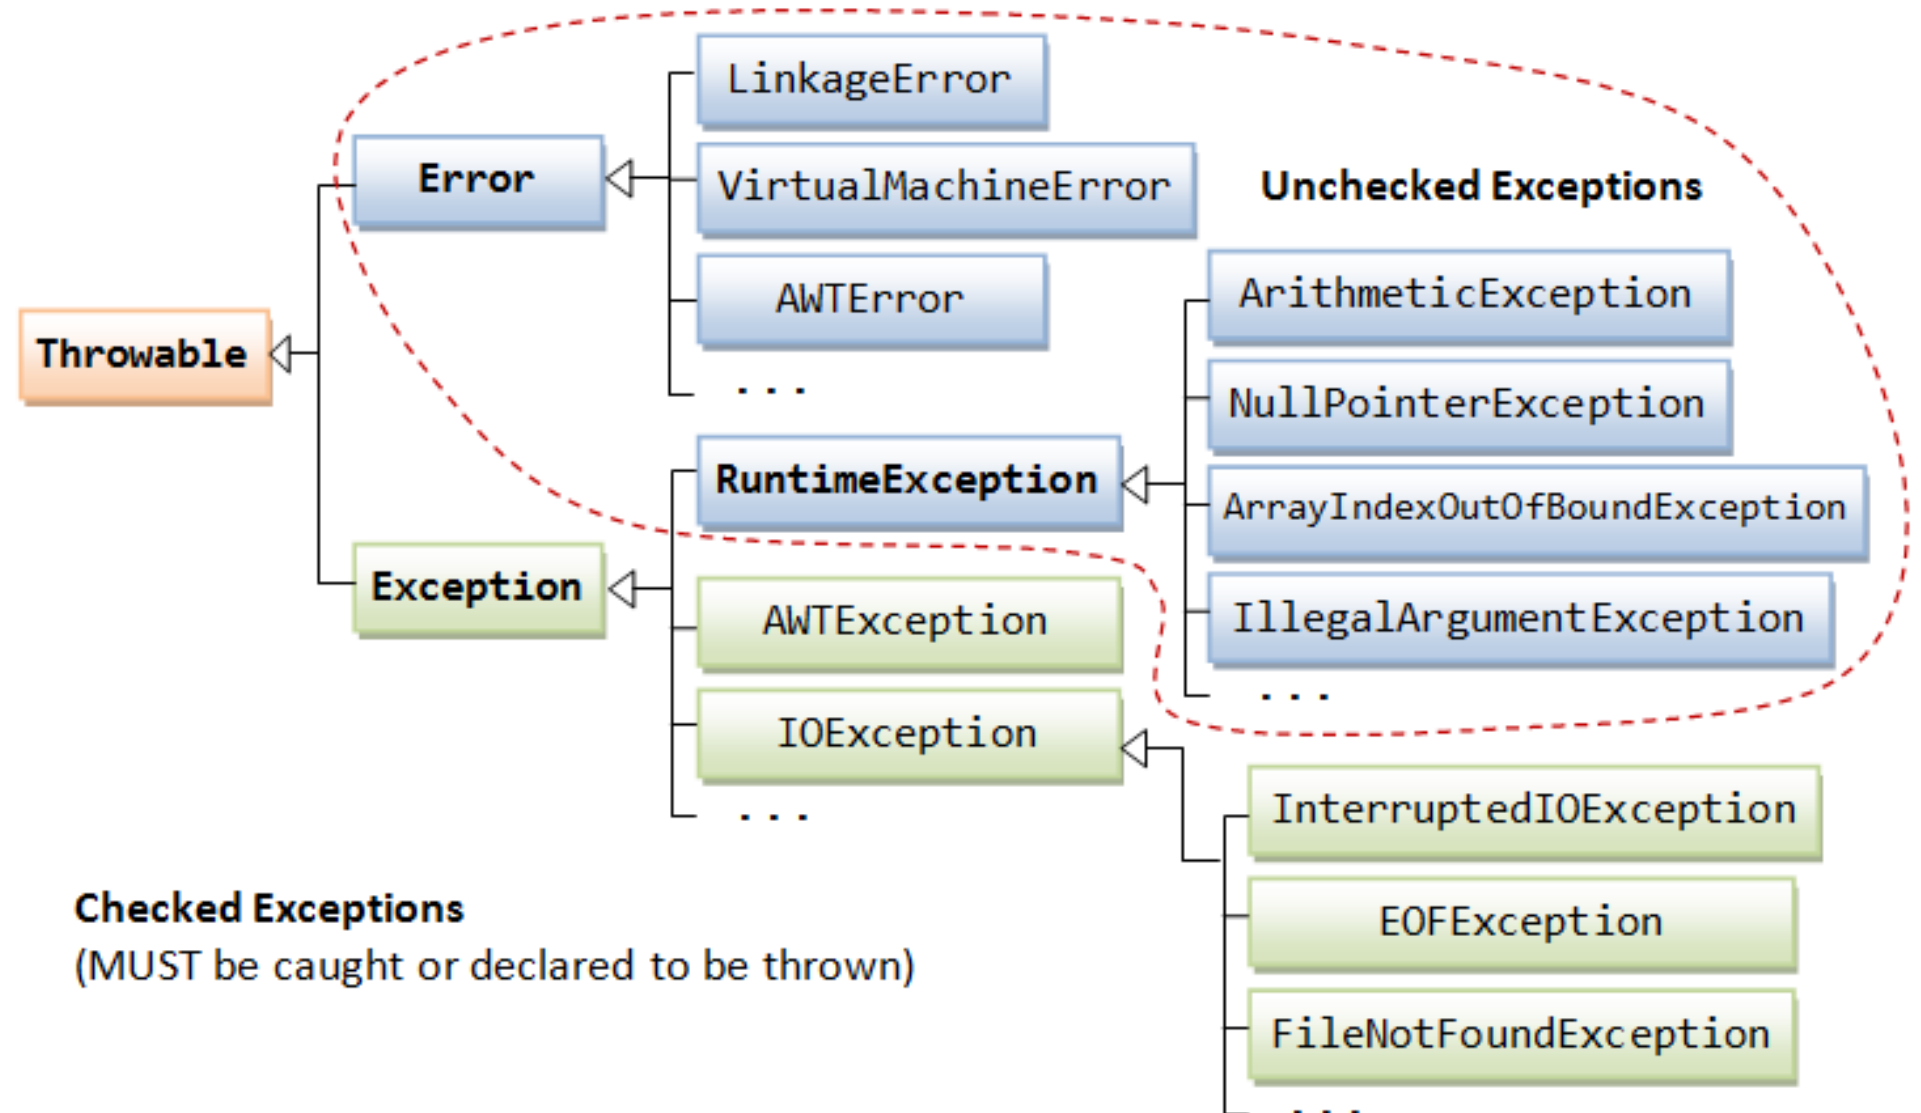 LinkageError
Error
VirtualMachineError
Unchecked Exceptions
AWTError
ArithmeticException
Throwable
...
NullPointerException
RuntimeException
ArrayIndexOutOfBoundException
Exception
AWTException
IllegalArgumentException
...
IOException
...
InterruptedIOException
Checked Exceptions
EOFException
(MUST be caught or declared to be thrown)
FileNotFoundException
...